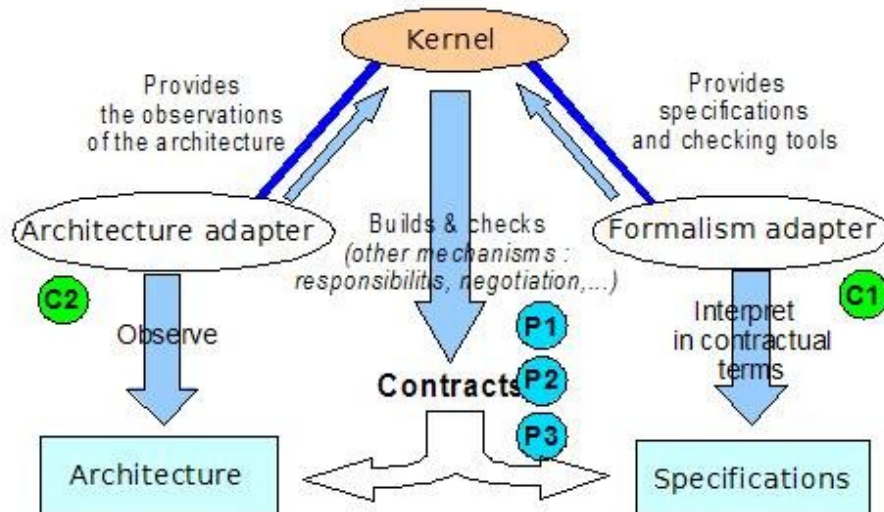 Kernel
Provides
the observations
of the architecture
Provides
specifications
and checking tools
Architecture adapter
Builds & checks
(other mechanisms :
responsibilitis, negotiation,...)
Formalism adapter
C2
Observe
P1
C1
Interpret
in contractual
terms
Contracts
P2
P3
Architecture
Specifications